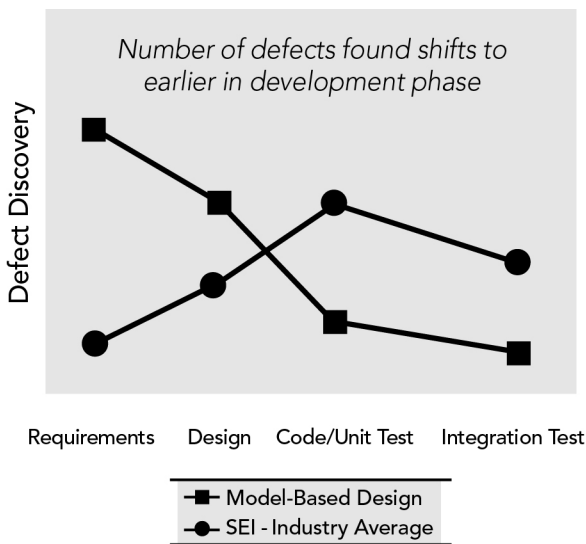 Number of defects found shifts to
earlier in development phase
Defect Discovery
Requirements Design Code/Unit Test Integration Test
Model-Based Design
SEI - Industry Average